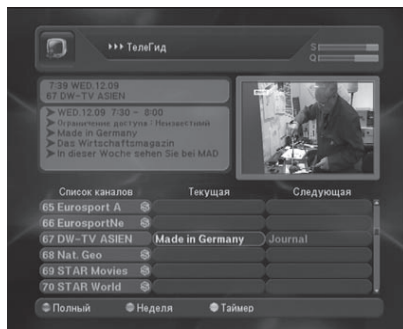 ▸▸▸ ТелеГид
S
Q
7:39 WED.12.09
67 DW-TV ASIEN
WED.12.09 7:30 - 8:00
Ограничение доступа : Неизвестний
Made in Germany
Das Wirtschaftsmagazin
In dieser Woche sehen Sie bei MAD
Список каналов Текущая Следующая
65 Eurosport A
66 EurosportNe
67 DW-TV ASIEN Made in Germany Journal
68 Nat. Geo
69 STAR Movies
70 STAR World
Полный Неделя Таймер